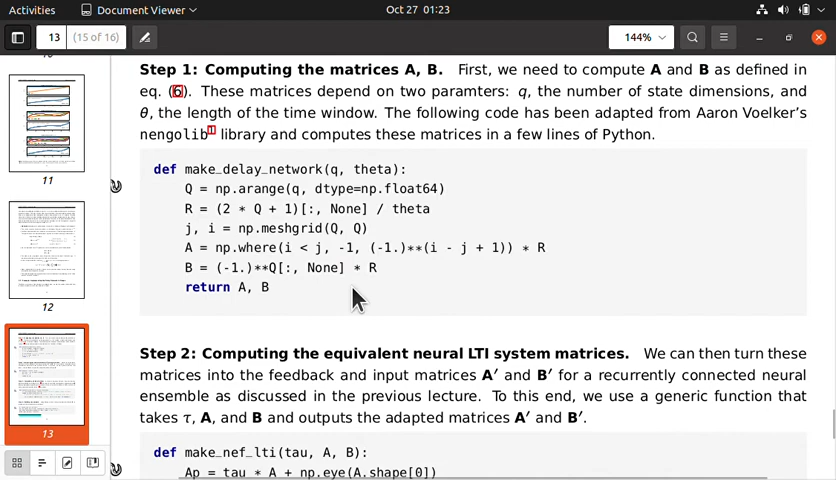 Activities Document Viewer Oct 27 01:23
13 (15 of 16) 144%
11
12
13
Step 1: Computing the matrices A, B. First, we need to compute A and B as defined in
eq. (6). These matrices depend on two paramters: q, the number of state dimensions, and
θ, the length of the time window. The following code has been adapted from Aaron Voelker's
nengolib1 library and computes these matrices in a few lines of Python.
def make_delay_network(q, theta):
Q = np.arange(q, dtype=np.float64)
R = (2 * Q + 1)[:, None] / theta
j, i = np.meshgrid(Q, Q)
A = np.where(i < j, -1, (-1.)**(i - j + 1)) * R
B = (-1.)**Q[:, None] * R
return A, B
Step 2: Computing the equivalent neural LTI system matrices. We can then turn these
matrices into the feedback and input matrices A′ and B′ for a recurrently connected neural
ensemble as discussed in the previous lecture. To this end, we use a generic function that
takes τ, A, and B and outputs the adapted matrices A′ and B′.
def make_nef_lti(tau, A, B):
Ap = tau * A + np.eye(A.shape[0])